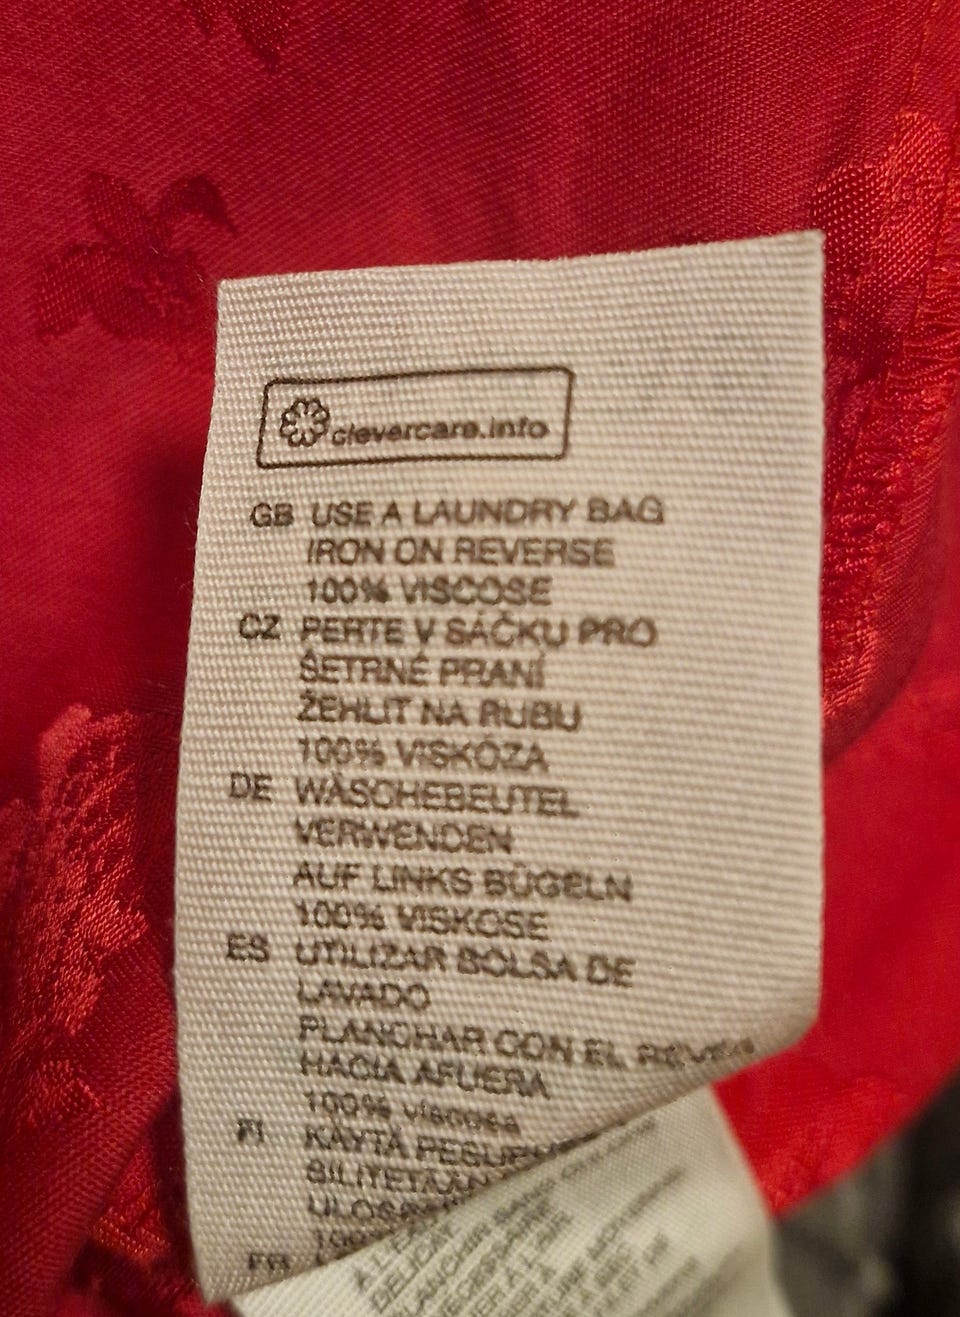 clevercare.info
GB USE A LAUNDRY BAG
IRON ON REVERSE
100% VISCOSE
CZ PERTE V SÁČKU PRO
ŠETRNÉ PRANÍ
ŽEHLIT NA RUBU
100% VISKÓZA
DE WÄSCHEBEUTEL
VERWENDEN
AUF LINKS BÜGELN
100% VISKOSE
ES UTILIZAR BOLSA DE
LAVADO
PLANCHAR CON EL REVÉS
HACIA AFUERA
100% viscosa
FI KÄYTÄ
FR